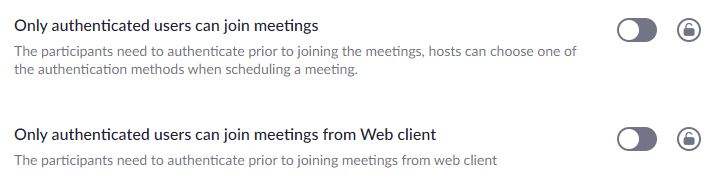 Only authenticated users can join meetings
The participants need to authenticate prior to joining the meetings, hosts can choose one of
the authentication methods when scheduling a meeting.
Only authenticated users can join meetings from Web client
The participants need to authenticate prior to joining meetings from web client